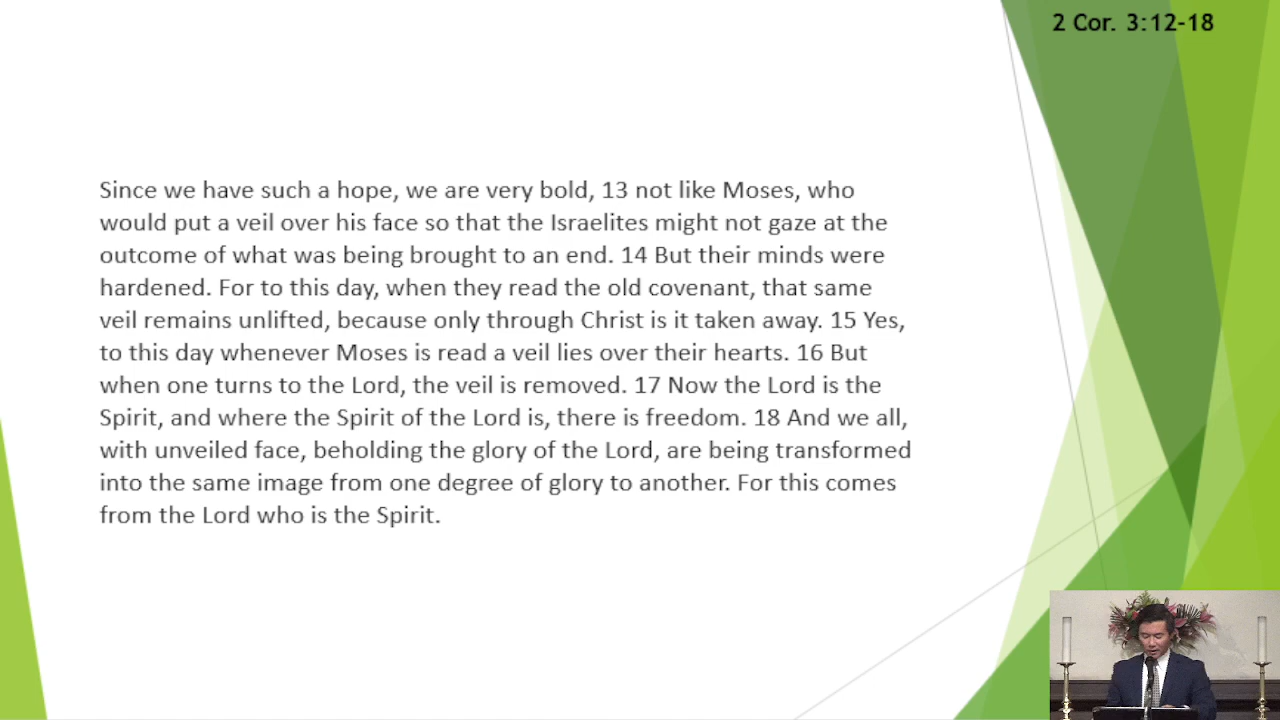 2 Cor. 3:12-18
Since we have such a hope, we are very bold, 13 not like Moses, who
would put a veil over his face so that the Israelites might not gaze at the
outcome of what was being brought to an end. 14 But their minds were
hardened. For to this day, when they read the old covenant, that same
veil remains unlifted, because only through Christ is it taken away. 15 Yes,
to this day whenever Moses is read a veil lies over their hearts. 16 But
when one turns to the Lord, the veil is removed. 17 Now the Lord is the
Spirit, and where the Spirit of the Lord is, there is freedom. 18 And we all,
with unveiled face, beholding the glory of the Lord, are being transformed
into the same image from one degree of glory to another. For this comes
from the Lord who is the Spirit.